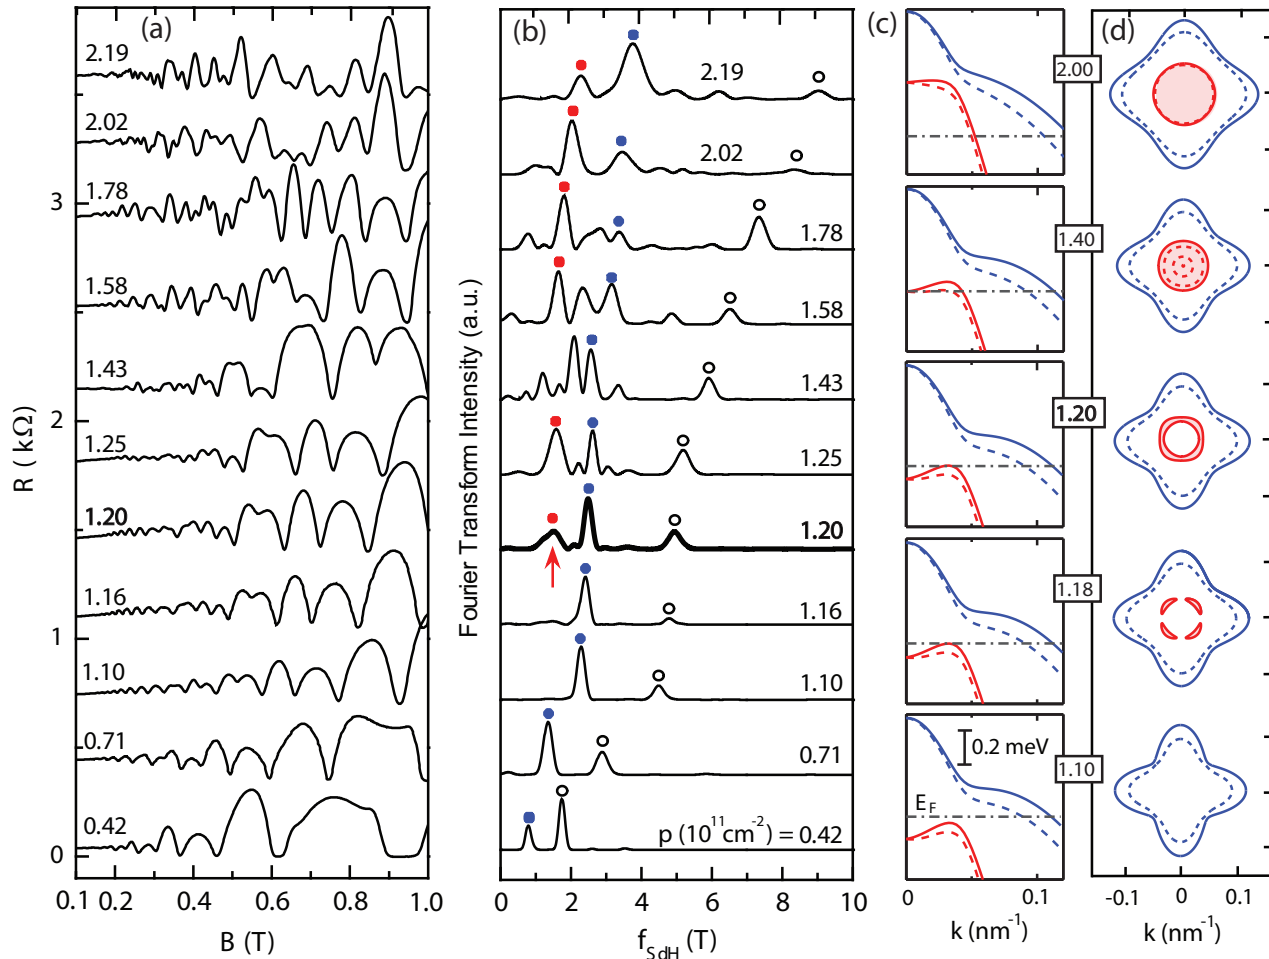 (a)
2.19
2.02
1.78
1.58
1.43
1.25
1.20
1.16
1.10
0.71
0.42
3
2
1
0
R ( kΩ)
0.1 0.2 0.4 0.6 0.8 1.0
B (T)
(b)
2.19
2.02
1.78
1.58
1.43
1.25
1.20
1.16
1.10
0.71
p (10¹¹cm⁻²) = 0.42
Fourier Transform Intensity (a.u.)
0 2 4 6 8 10
f_SdH (T)
(c)
0.2 meV
E_F
0 0.1
k (nm⁻¹)
2.00
1.40
1.20
1.18
1.10
(d)
-0.1 0 0.1
k (nm⁻¹)